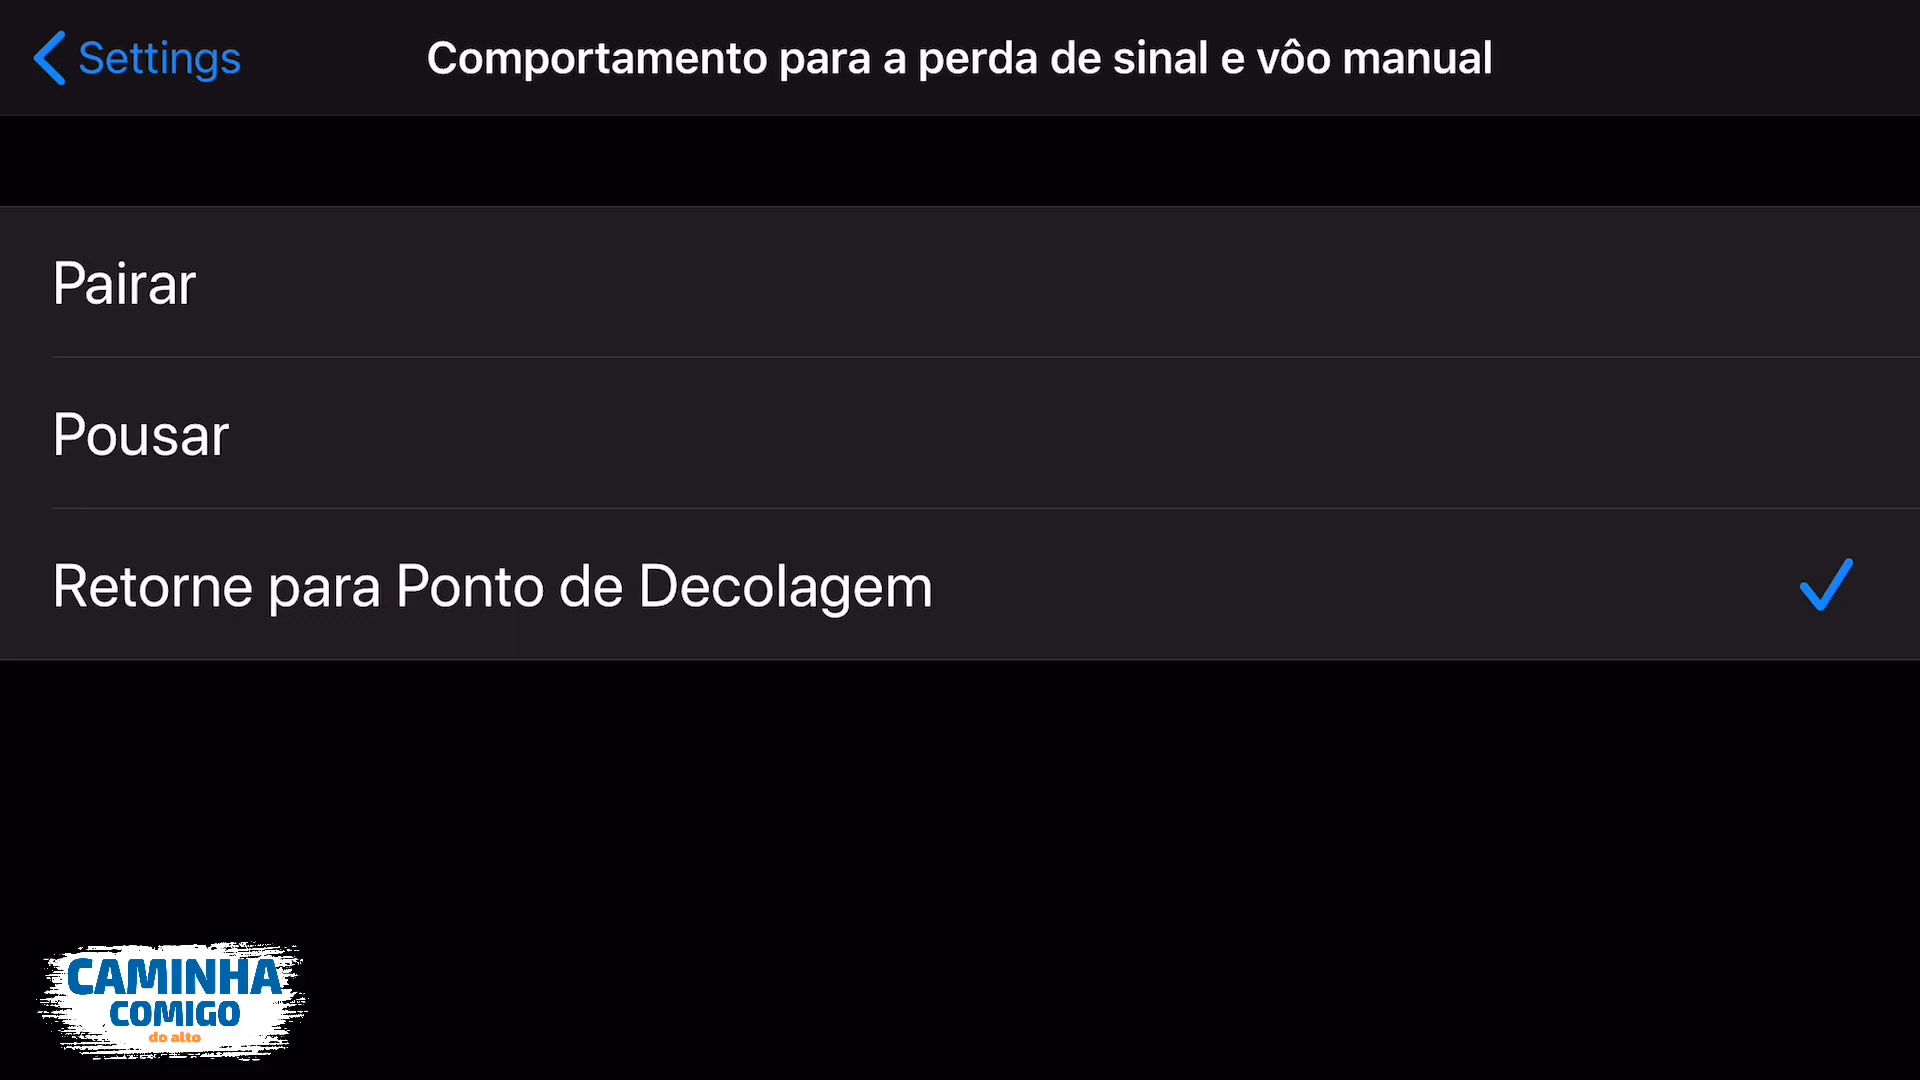 Settings
Comportamento para a perda de sinal e vôo manual
Pairar
Pousar
Retorne para Ponto de Decolagem
CAMINHA
COMIGO
do alto